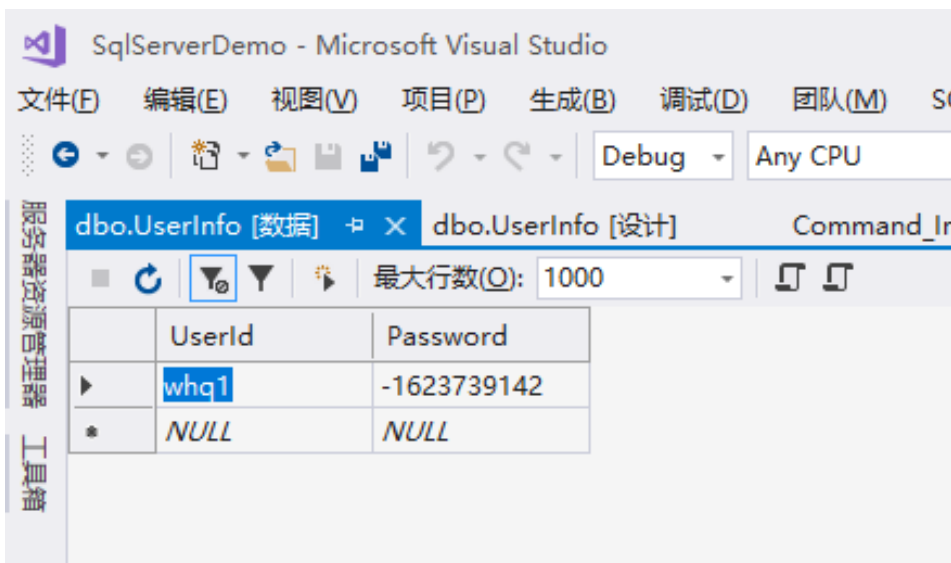 SqlServerDemo - Microsoft Visual Studio
文件(F) 编辑(E) 视图(V) 项目(P) 生成(B) 调试(D) 团队(M)
Debug Any CPU
服务器资源管理器
工具箱
dbo.UserInfo [数据] dbo.UserInfo [设计]
最大行数(O): 1000
UserId Password
whq1 -1623739142
NULL NULL